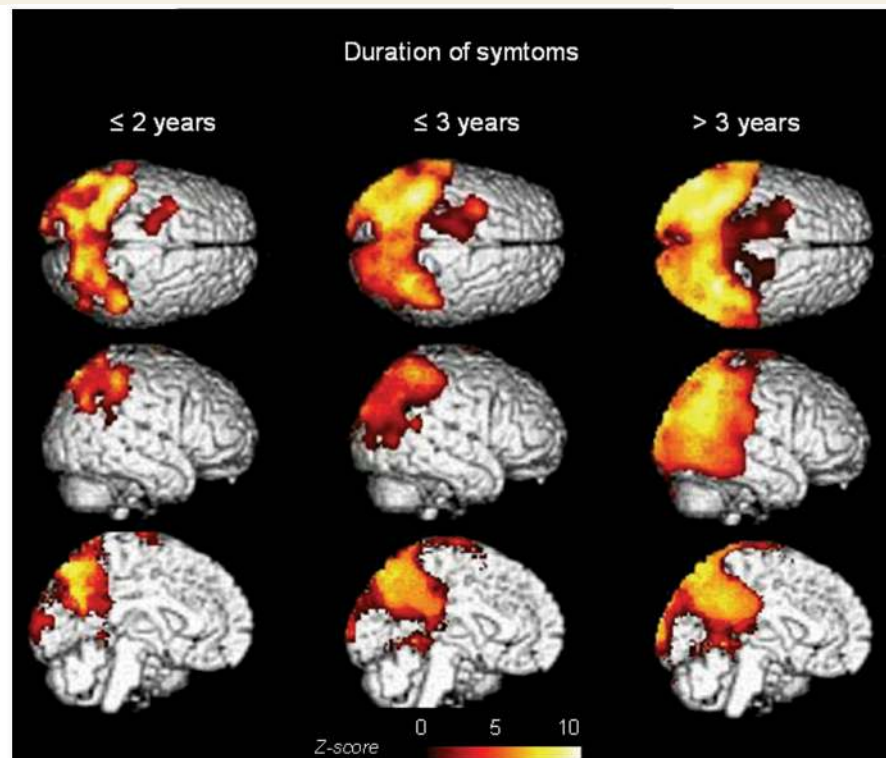 Duration of symtoms
≤ 2 years ≤ 3 years > 3 years
0 5 10
Z-score